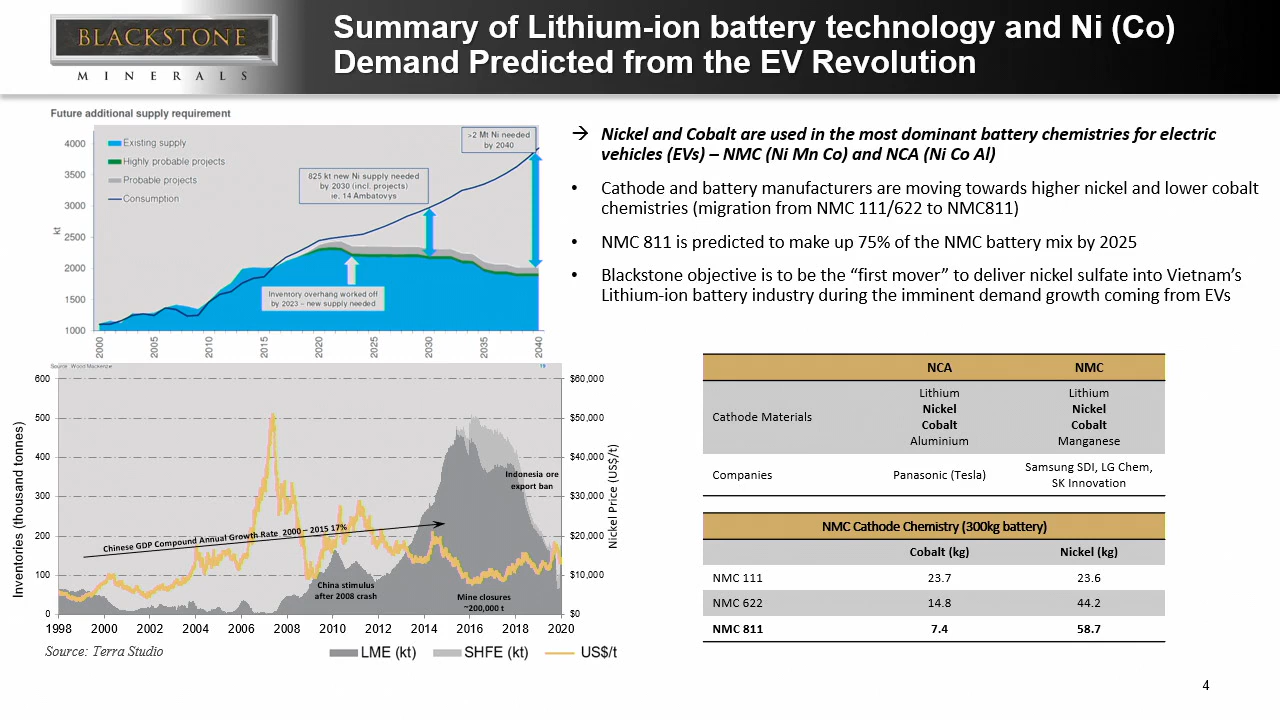 BLACKSTONE
MINERALS
Summary of Lithium-ion battery technology and Ni (Co)
Demand Predicted from the EV Revolution
Future additional supply requirement
kt
4000
3500
3000
2500
2000
1500
1000
Existing supply
Highly probable projects
Probable projects
Consumption
825 kt new Ni supply needed
by 2030 (incl. projects)
ie, 14 Ambatovys
>2 Mt Ni needed
by 2040
Inventory overhang worked off
by 2023 – new supply needed
2000
2005
2010
2015
2020
2025
2030
2035
2040
Source: Wood Mackenzie
19
Inventories (thousand tonnes)
600
500
400
300
200
100
0
$60,000
$50,000
$40,000
$30,000
$20,000
$10,000
$0
Nickel Price (US$/t)
Chinese GDP Compound Annual Growth Rate 2000 – 2015 17%
Indonesia ore
export ban
China stimulus
after 2008 crash
Mine closures
~200,000 t
1998 2000 2002 2004 2006 2008 2010 2012 2014 2016 2018 2020
Source: Terra Studio
LME (kt) SHFE (kt) US$/t
→ Nickel and Cobalt are used in the most dominant battery chemistries for electric
vehicles (EVs) – NMC (Ni Mn Co) and NCA (Ni Co Al)
• Cathode and battery manufacturers are moving towards higher nickel and lower cobalt
chemistries (migration from NMC 111/622 to NMC811)
• NMC 811 is predicted to make up 75% of the NMC battery mix by 2025
• Blackstone objective is to be the “first mover” to deliver nickel sulfate into Vietnam’s
Lithium-ion battery industry during the imminent demand growth coming from EVs
NCA NMC
Cathode Materials
Lithium
Nickel
Cobalt
Aluminium
Lithium
Nickel
Cobalt
Manganese
Companies
Panasonic (Tesla)
Samsung SDI, LG Chem,
SK Innovation
NMC Cathode Chemistry (300kg battery)
Cobalt (kg) Nickel (kg)
NMC 111 23.7 23.6
NMC 622 14.8 44.2
NMC 811 7.4 58.7
4